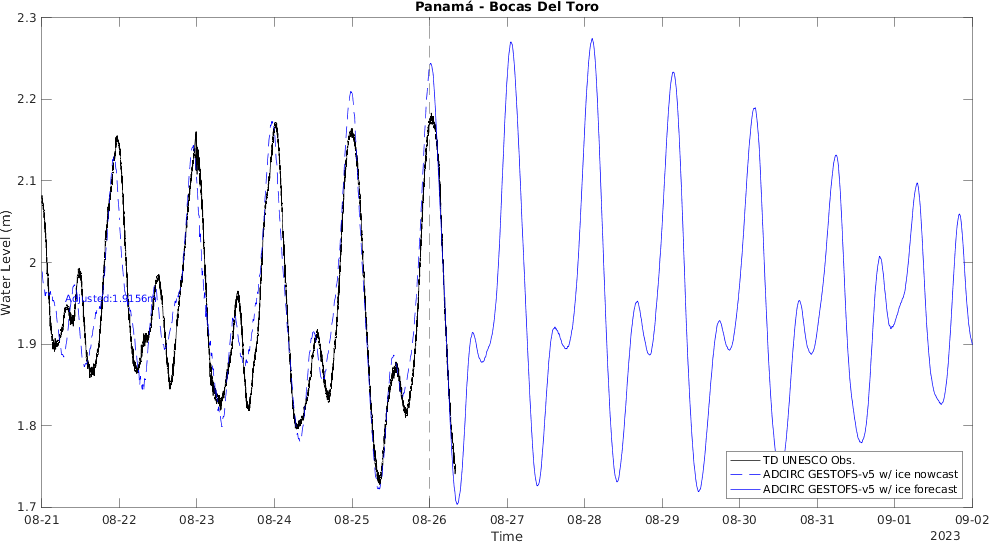 Panamá - Bocas Del Toro
Water Level (m)
2.3
2.2
2.1
2
1.9
1.8
1.7
Adjusted:1.9156m
TD UNESCO Obs.
ADCIRC GESTOFS-v5 w/ ice nowcast
ADCIRC GESTOFS-v5 w/ ice forecast
08-21 08-22 08-23 08-24 08-25 08-26 08-27 08-28 08-29 08-30 08-31 09-01 09-02
Time
2023